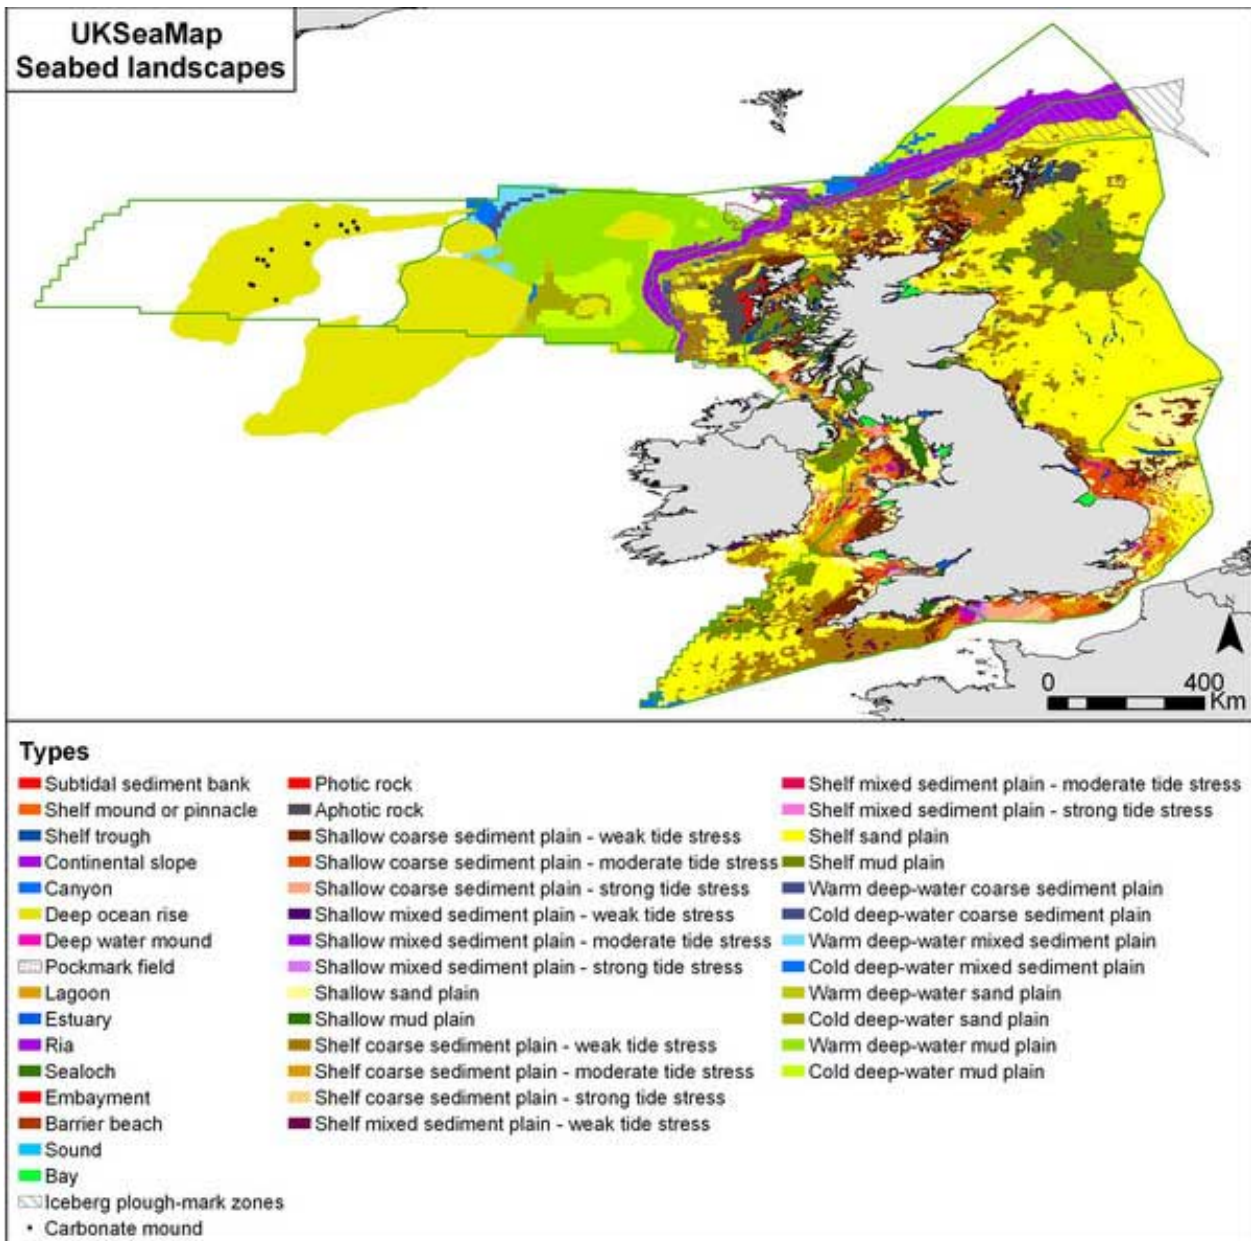 UKSeaMap
Seabed landscapes
0 400
Km
Types
Subtidal sediment bank
Shelf mound or pinnacle
Shelf trough
Continental slope
Canyon
Deep ocean rise
Deep water mound
Pockmark field
Lagoon
Estuary
Ria
Sealoch
Embayment
Barrier beach
Sound
Bay
Iceberg plough-mark zones
Carbonate mound
Photic rock
Aphotic rock
Shallow coarse sediment plain - weak tide stress
Shallow coarse sediment plain - moderate tide stress
Shallow coarse sediment plain - strong tide stress
Shallow mixed sediment plain - weak tide stress
Shallow mixed sediment plain - moderate tide stress
Shallow mixed sediment plain - strong tide stress
Shallow sand plain
Shallow mud plain
Shelf coarse sediment plain - weak tide stress
Shelf coarse sediment plain - moderate tide stress
Shelf coarse sediment plain - strong tide stress
Shelf mixed sediment plain - weak tide stress
Shelf mixed sediment plain - moderate tide stress
Shelf mixed sediment plain - strong tide stress
Shelf sand plain
Shelf mud plain
Warm deep-water coarse sediment plain
Cold deep-water coarse sediment plain
Warm deep-water mixed sediment plain
Cold deep-water mixed sediment plain
Warm deep-water sand plain
Cold deep-water sand plain
Warm deep-water mud plain
Cold deep-water mud plain